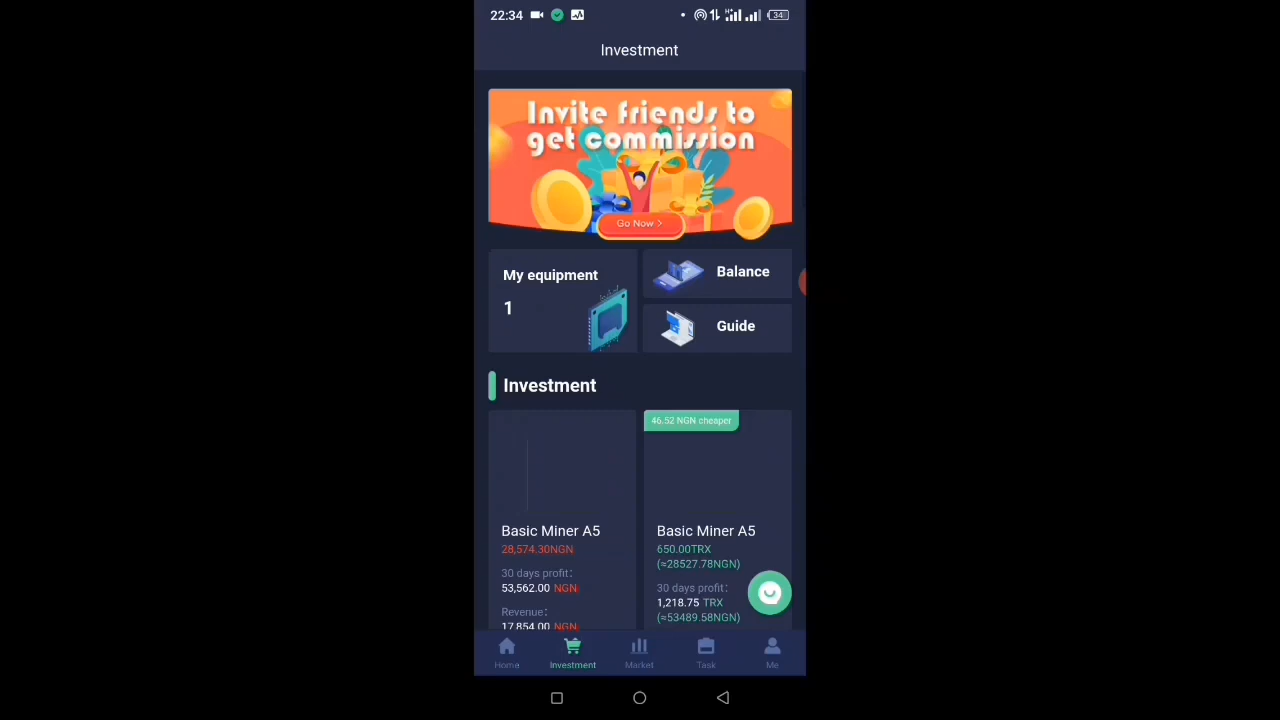 22:34
34
Investment
Invite friends to
get commission
Go Now >
My equipment
1
Balance
Guide
Investment
46.52 NGN cheaper
Basic Miner A5
28,574.30NGN
30 days profit:
53,562.00 NGN
Revenue:
17,854.00 NGN
Basic Miner A5
650.00TRX
(≈28527.78NGN)
30 days profit:
1,218.75 TRX
(≈53489.58NGN)
Home
Investment
Market
Task
Me